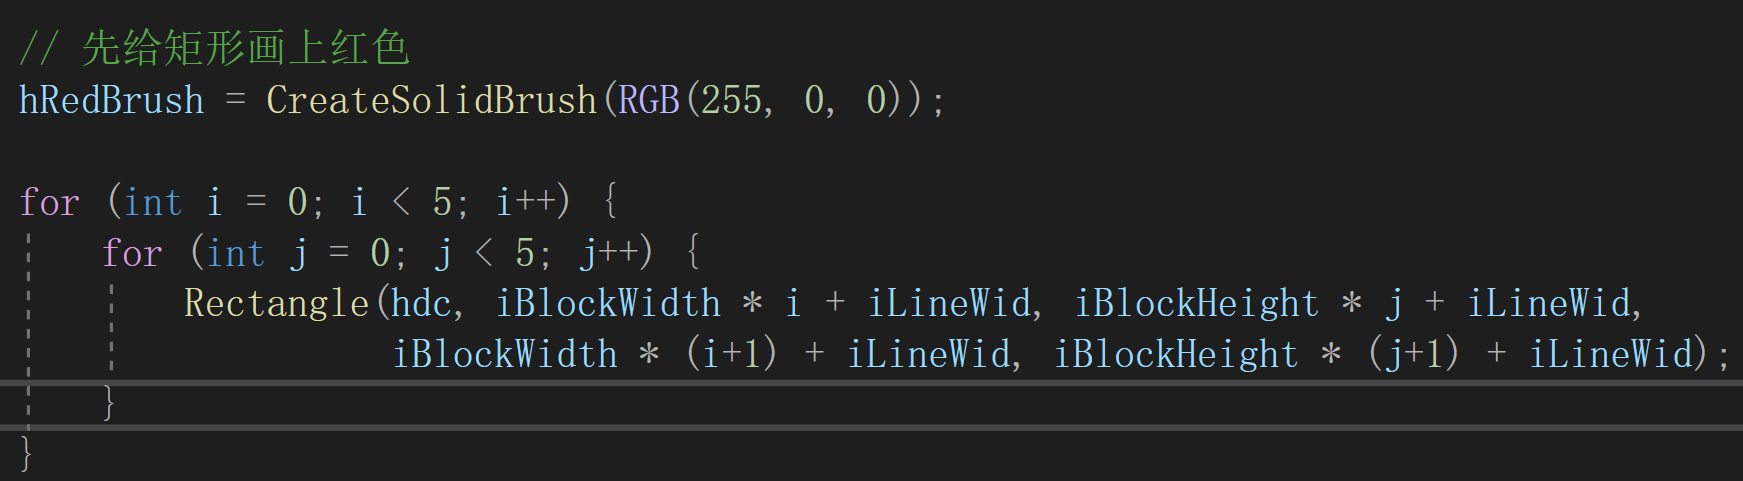 // 先给矩形画上红色
hRedBrush = CreateSolidBrush(RGB(255, 0, 0));
for (int i = 0; i < 5; i++) {
for (int j = 0; j < 5; j++) {
Rectangle(hdc, iBlockWidth * i + iLineWid, iBlockHeight * j + iLineWid,
iBlockWidth * (i+1) + iLineWid, iBlockHeight * (j+1) + iLineWid);
}
}